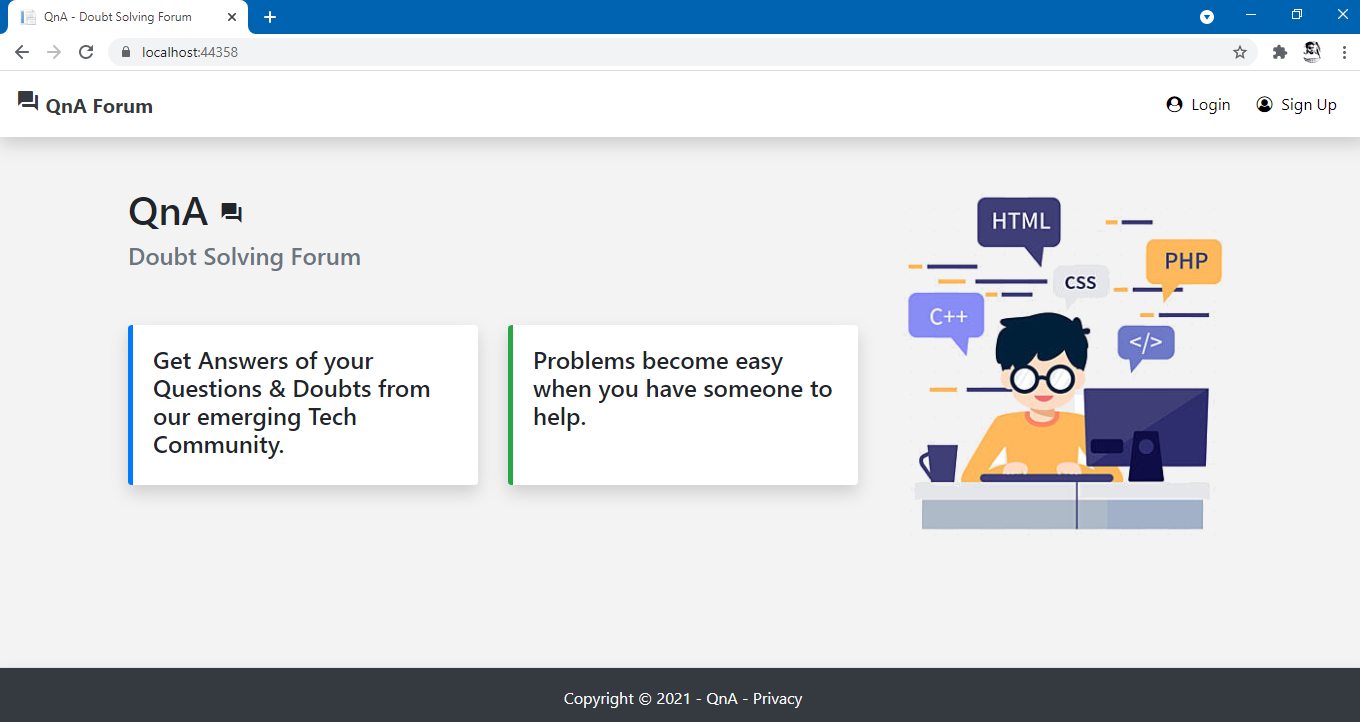 QnA - Doubt Solving Forum
localhost:44358
QnA Forum
Login
Sign Up
QnA
Doubt Solving Forum
Get Answers of your
Questions & Doubts from
our emerging Tech
Community.
Problems become easy
when you have someone to
help.
HTML
PHP
CSS
C++
</>
Copyright © 2021 - QnA - Privacy